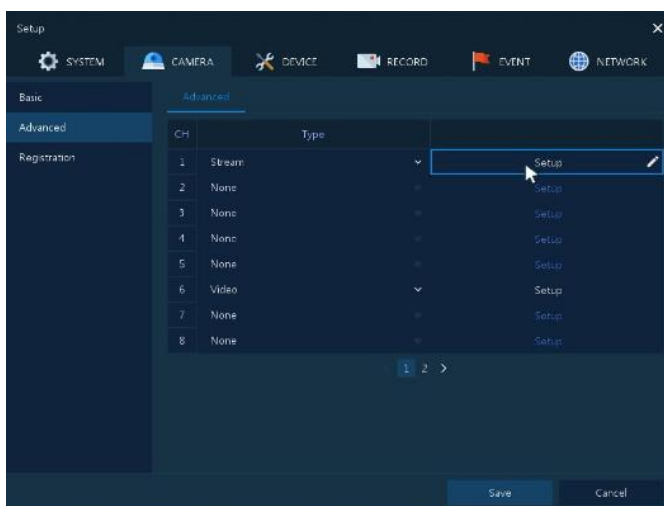 Setup
SYSTEM CAMERA DEVICE RECORD EVENT NETWORK
Basic
Advanced
Registration
Advanced
CH Type
1 Stream Setup
2 None Setup
3 None Setup
4 None Setup
5 None Setup
6 Video Setup
7 None Setup
8 None Setup
1 2 >
Save Cancel